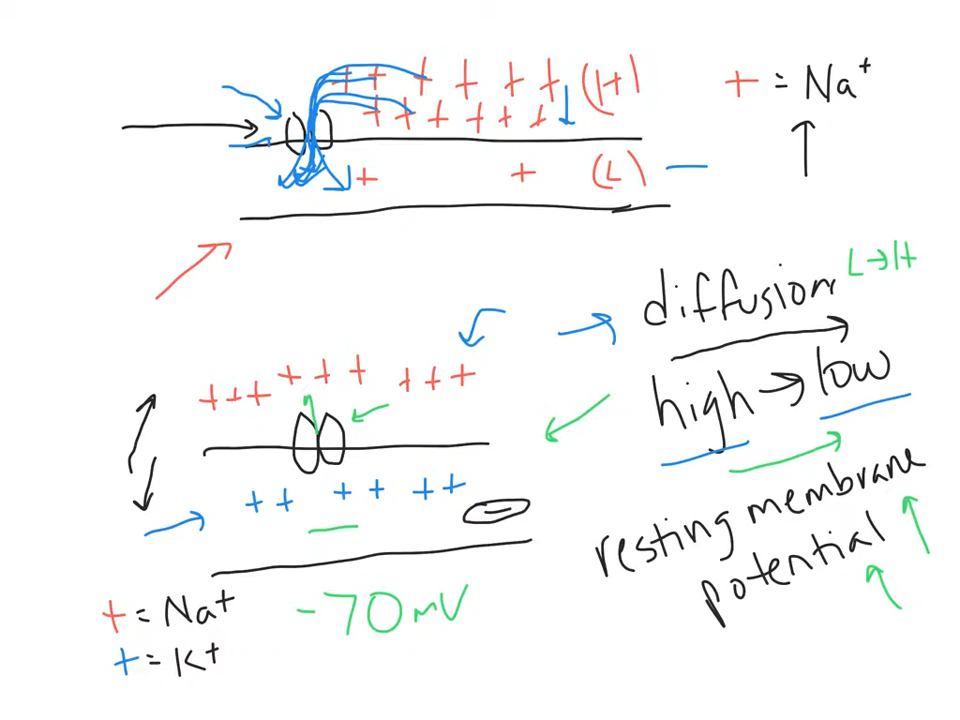 + + + + + + (H)
+ + + + + +
+ = Na+
+ + (L) −
diffusion L→H
high → low
+++ + + + +++
++ ++ ++ −
−
resting membrane
potential
+ = Na+
-70mV
+ = K+